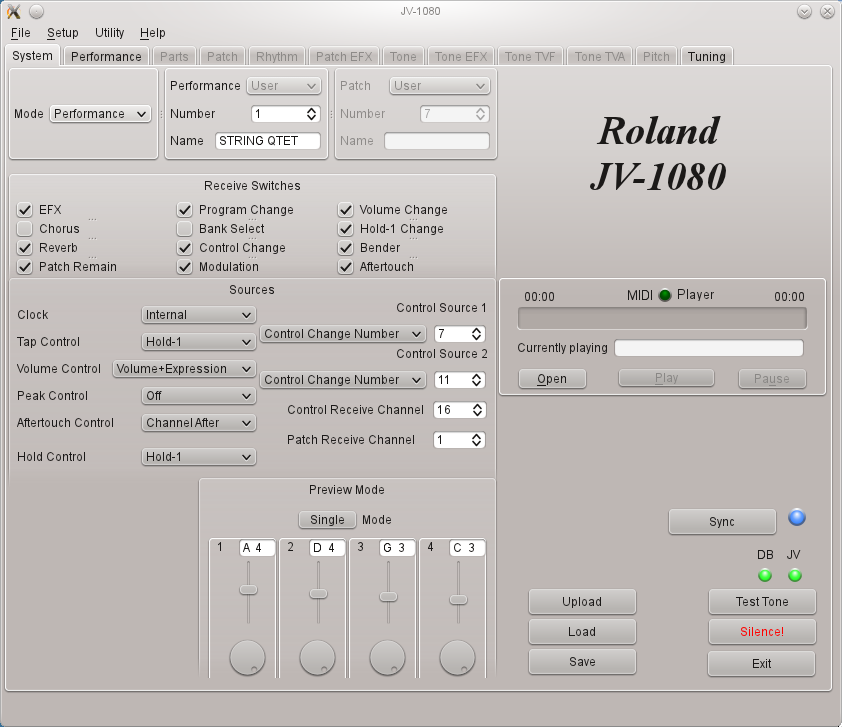 JV-1080
File Setup Utility Help
System Performance Parts Patch Rhythm Patch EFX Tone Tone EFX Tone TVF Tone TVA Pitch Tuning
Mode Performance
Performance User
Number 1
Name STRING QTET
Patch User
Number 7
Name
Roland
JV-1080
Receive Switches
EFX Program Change Volume Change
Chorus Bank Select Hold-1 Change
Reverb Control Change Bender
Patch Remain Modulation Aftertouch
Sources
Clock Internal
Tap Control Hold-1
Volume Control Volume+Expression
Peak Control Off
Aftertouch Control Channel After
Hold Control Hold-1
Control Source 1
Control Change Number 7
Control Source 2
Control Change Number 11
Control Receive Channel 16
Patch Receive Channel 1
00:00 MIDI Player 00:00
Currently playing
Open Play Pause
Preview Mode
Single Mode
1 A 4 2 D 4 3 G 3 4 C 3
Sync
DB JV
Upload Test Tone
Load Silence!
Save Exit